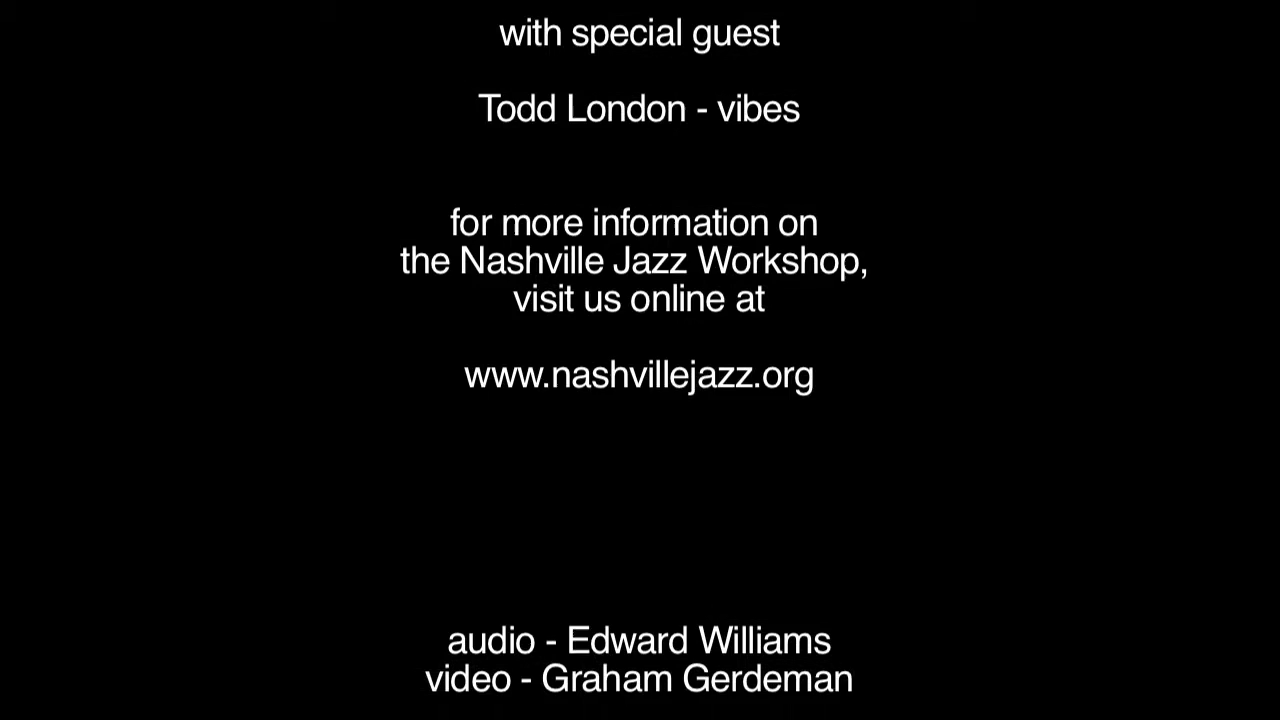 with special guest
Todd London - vibes
for more information on
the Nashville Jazz Workshop,
visit us online at
www.nashvillejazz.org
audio - Edward Williams
video - Graham Gerdeman